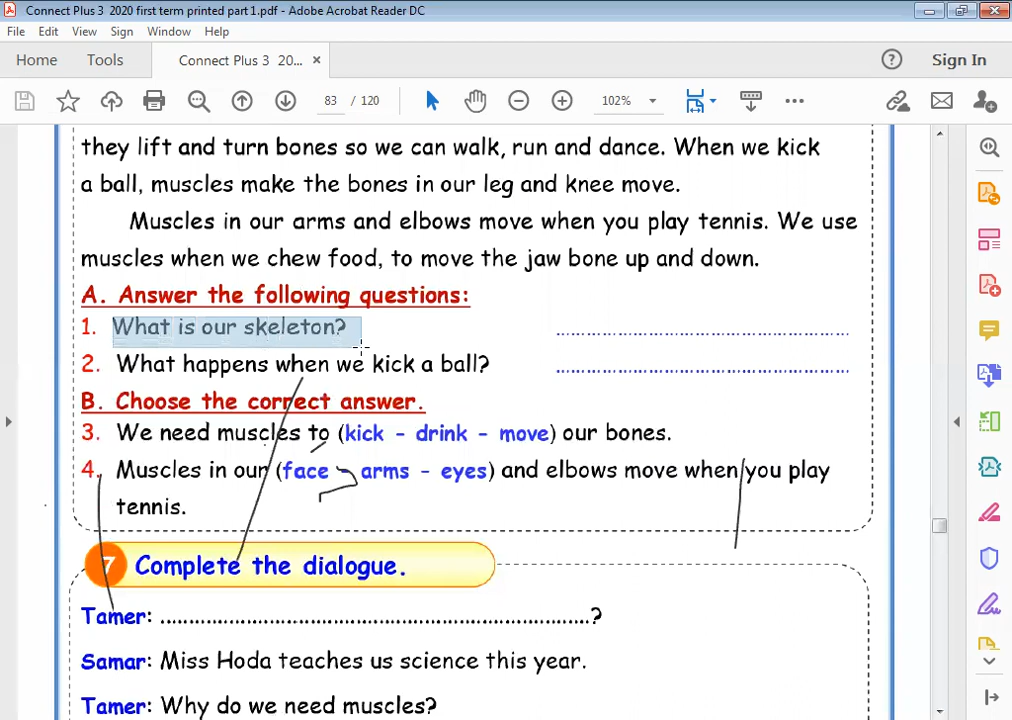 Connect Plus 3  2020 first term printed part 1.pdf - Adobe Acrobat Reader DC
File Edit View Sign Window Help
Home Tools Connect Plus 3  20... × ? Sign In
83 / 120 102%
they lift and turn bones so we can walk, run and dance. When we kick
a ball, muscles make the bones in our leg and knee move.
Muscles in our arms and elbows move when you play tennis. We use
muscles when we chew food, to move the jaw bone up and down.
A. Answer the following questions:
1. What is our skeleton? ........................................................
2. What happens when we kick a ball? ........................................................
B. Choose the correct answer.
3. We need muscles to (kick - drink - move) our bones.
4. Muscles in our (face - arms - eyes) and elbows move when you play
tennis.
7 Complete the dialogue.
Tamer: ............................................................................?
Samar: Miss Hoda teaches us science this year.
Tamer: Why do we need muscles?